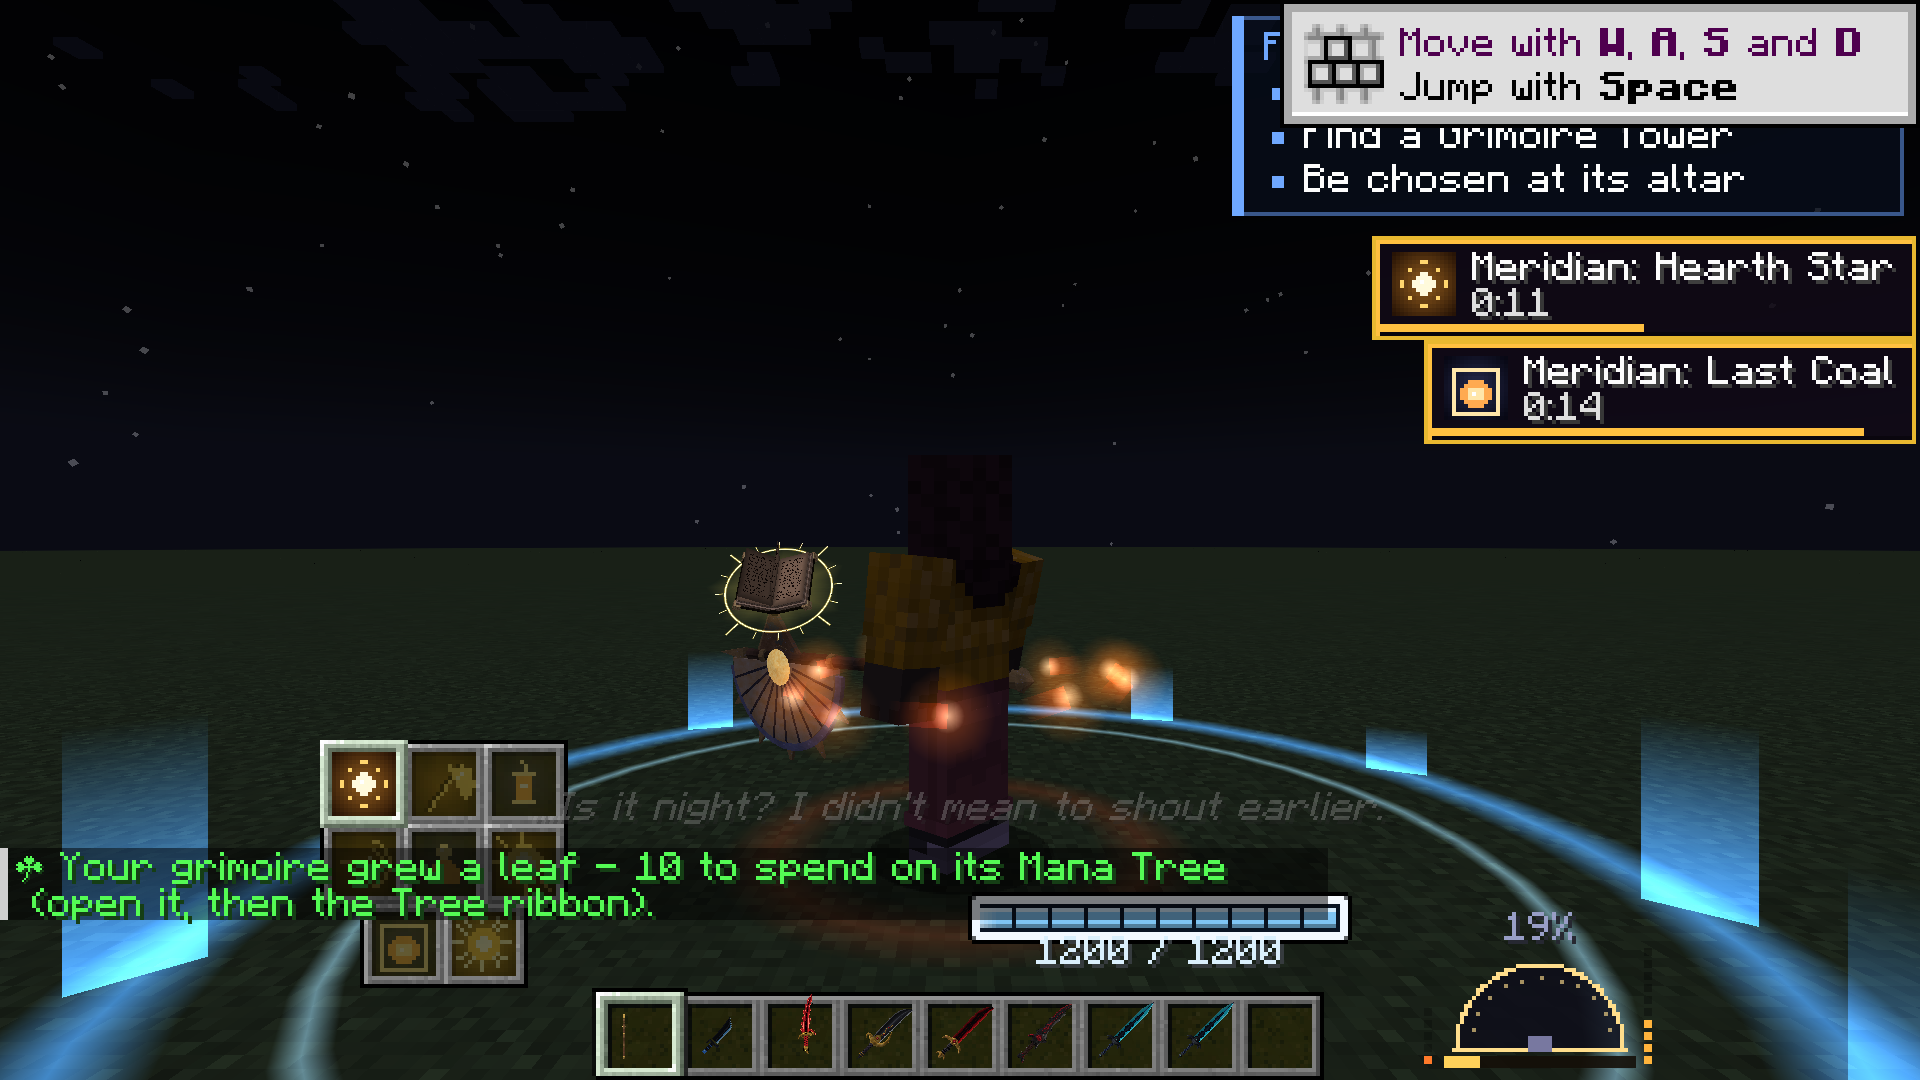 Move with W, A, S and D
Jump with Space
F
Find a Grimoire Tower
Be chosen at its altar
Meridian: Hearth Star
0:11
Meridian: Last Coal
0:14
Is it night? I didn't mean to shout earlier.
☘ Your grimoire grew a leaf – 10 to spend on its Mana Tree
(open it, then the Tree ribbon).
1200 / 1200
19%